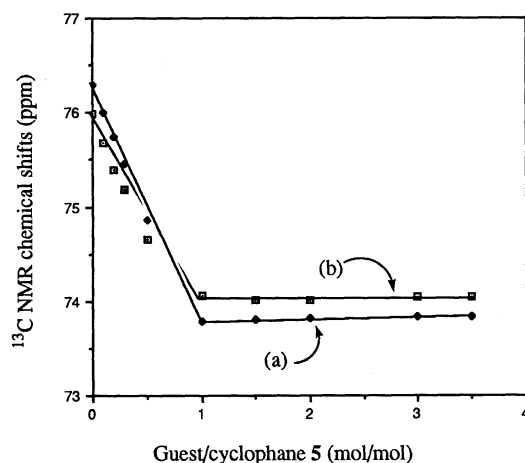 77
76
75
74
73
¹³C NMR chemical shifts (ppm)
(b)
(a)
0 1 2 3 4
Guest/cyclophane 5 (mol/mol)